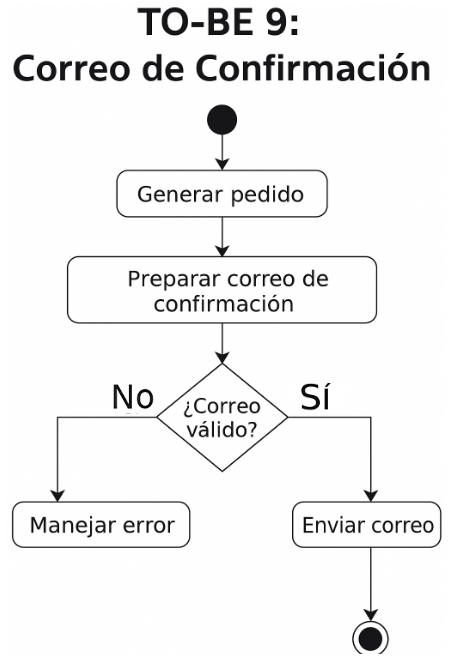 TO-BE 9:
Correo de Confirmación
Generar pedido
Preparar correo de
confirmación
No
¿Correo
válido?
Sí
Manejar error
Enviar correo